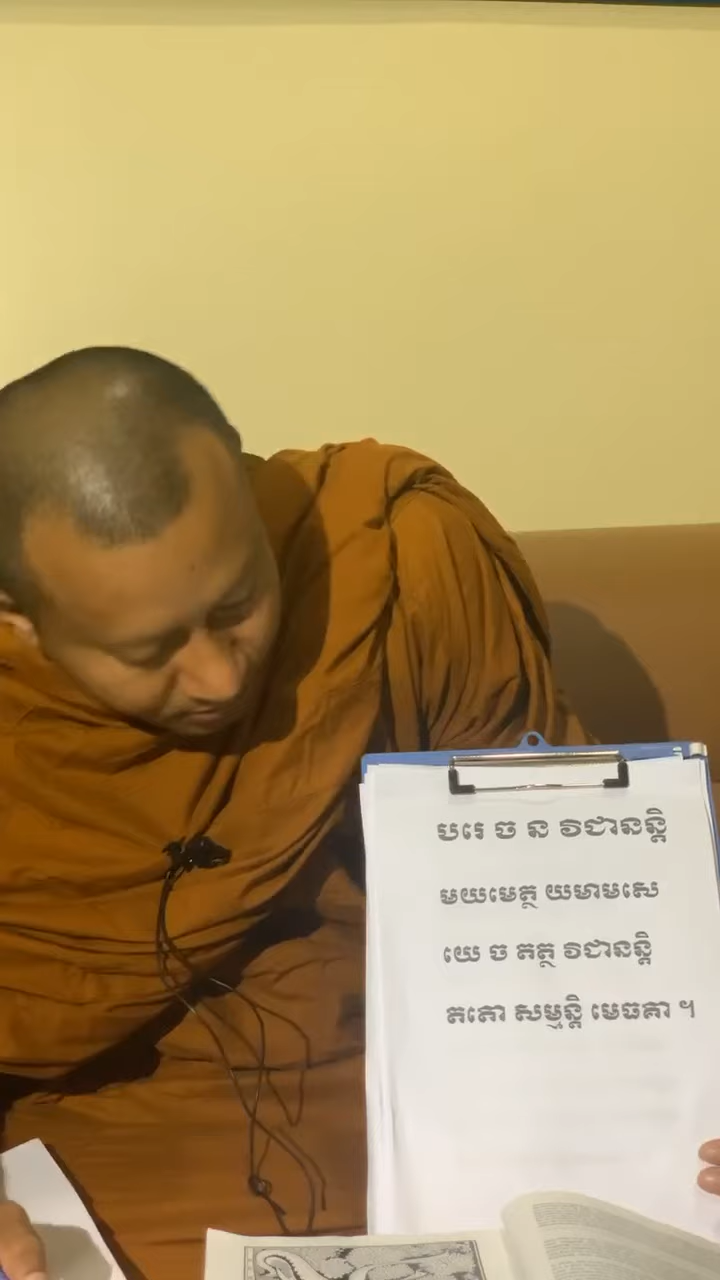 បរេ ច ន វិជានន្តិ
មយមេត្ថ យមាមសេ
យេ ច តត្ថ វិជានន្តិ
តតោ សម្មន្តិ មេធគា ។